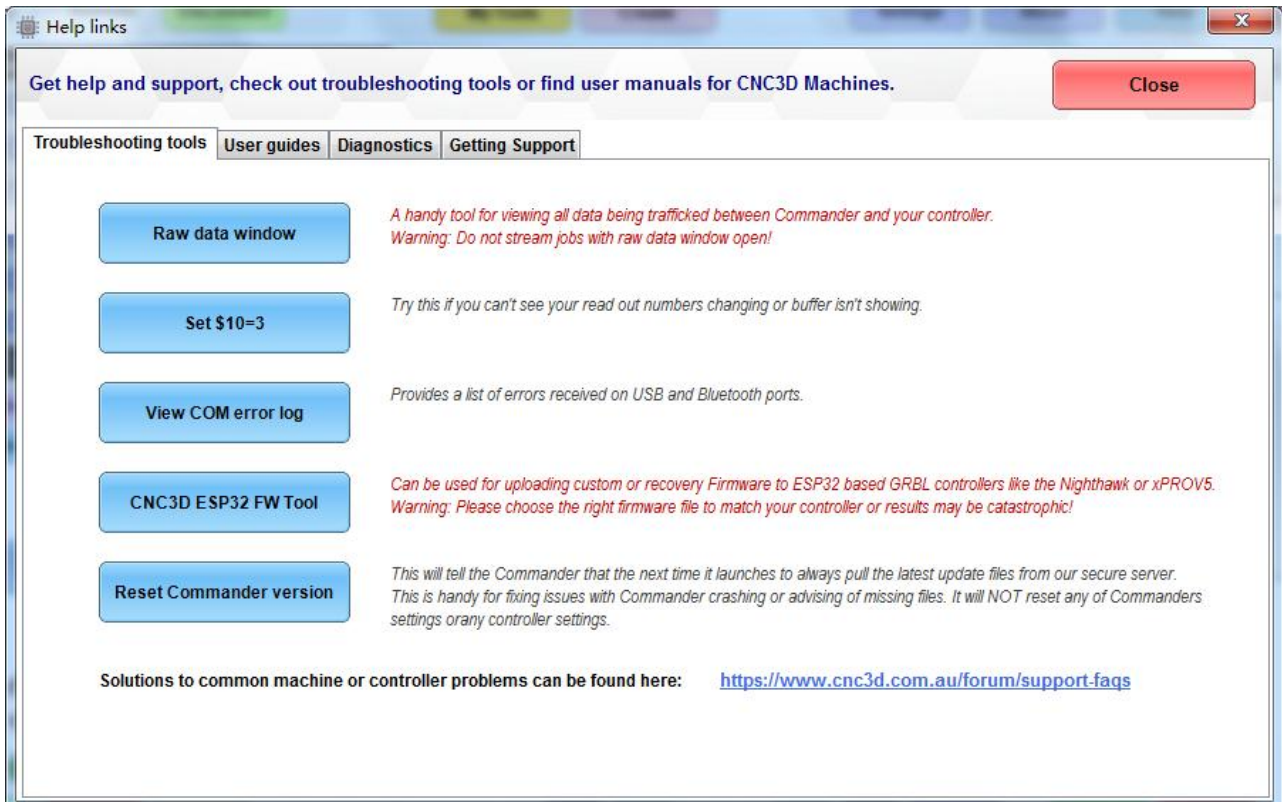 Help links
Get help and support, check out troubleshooting tools or find user manuals for CNC3D Machines.
Close
Troubleshooting tools
User guides
Diagnostics
Getting Support
Raw data window
A handy tool for viewing all data being trafficked between Commander and your controller.
Warning: Do not stream jobs with raw data window open!
Set $10=3
Try this if you can't see your read out numbers changing or buffer isn't showing.
View COM error log
Provides a list of errors received on USB and Bluetooth ports.
CNC3D ESP32 FW Tool
Can be used for uploading custom or recovery Firmware to ESP32 based GRBL controllers like the Nighthawk or xPROV5.
Warning: Please choose the right firmware file to match your controller or results may be catastrophic!
Reset Commander version
This will tell the Commander that the next time it launches to always pull the latest update files from our secure server.
This is handy for fixing issues with Commander crashing or advising of missing files. It will NOT reset any of Commanders
settings orany controller settings.
Solutions to common machine or controller problems can be found here:
https://www.cnc3d.com.au/forum/support-faqs